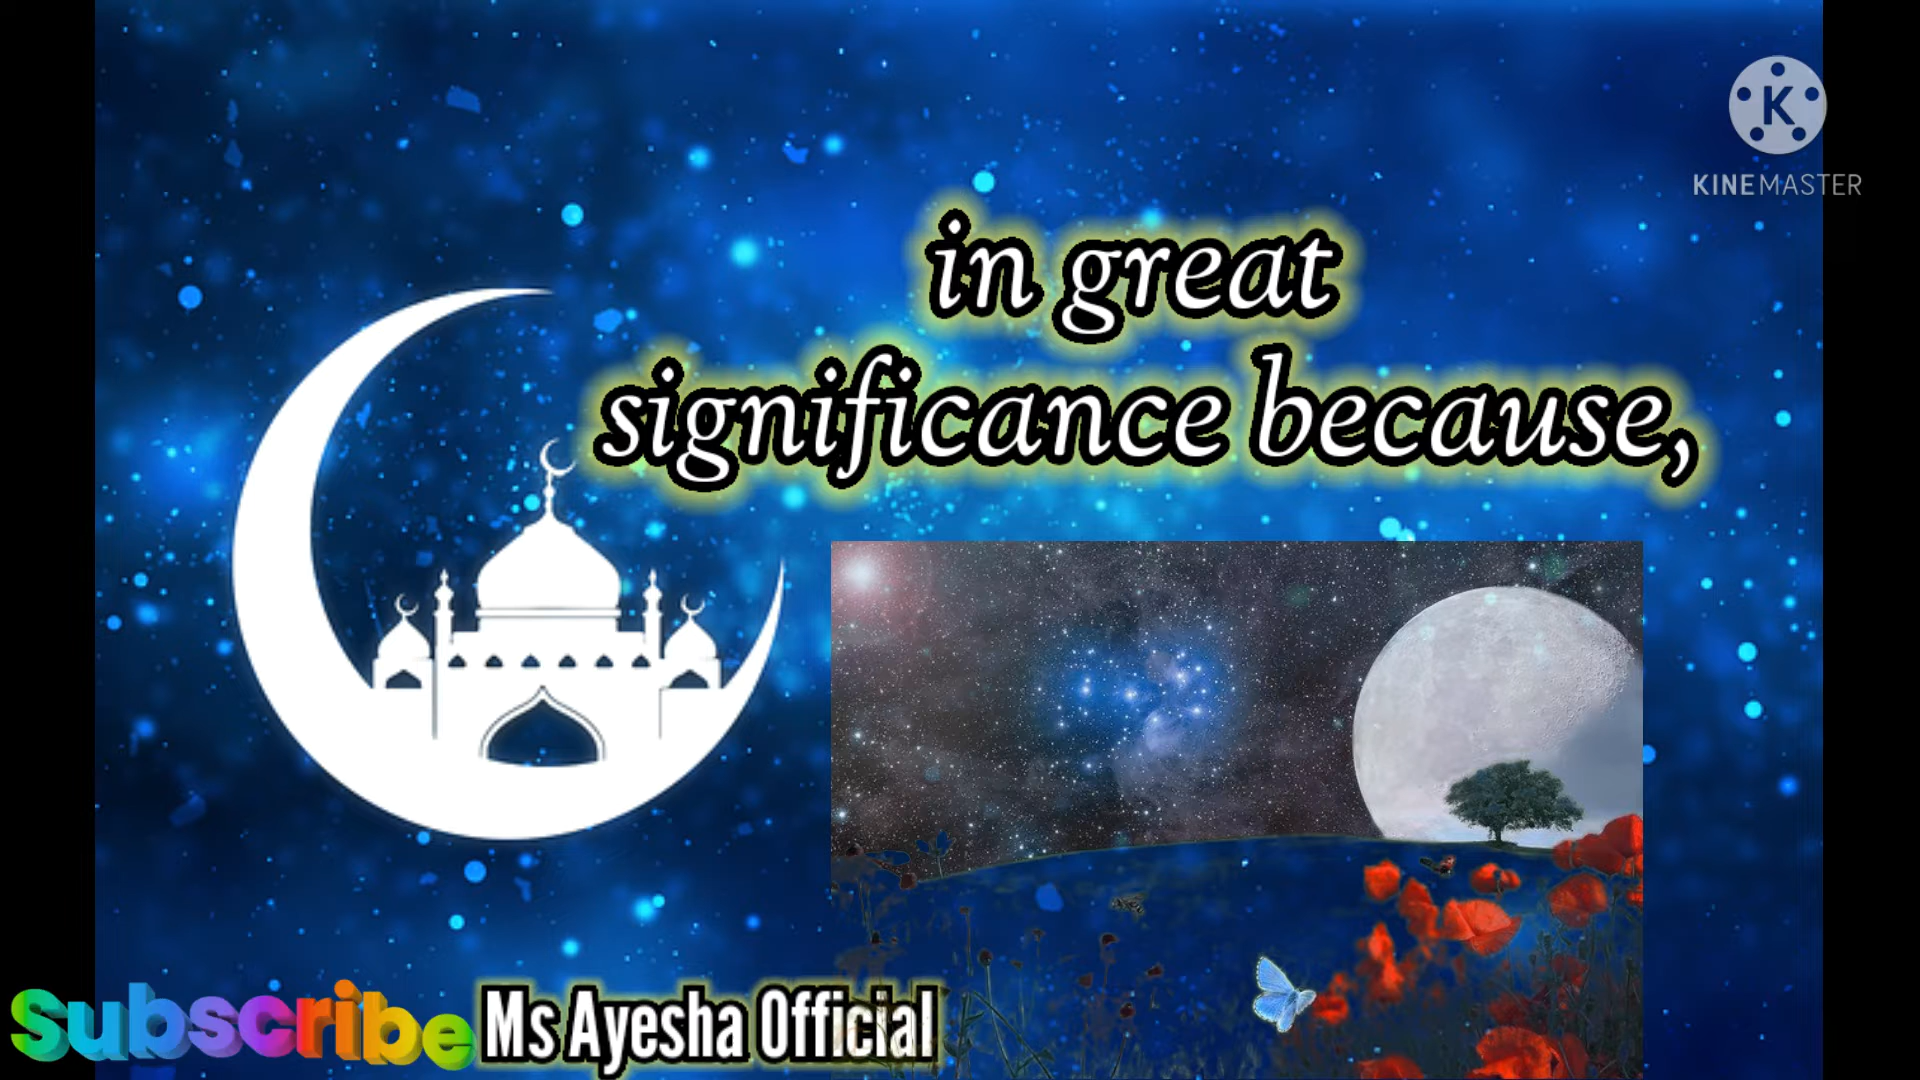 K
KINEMASTER
in great
significance because,
Subscribe
Ms Ayesha Official